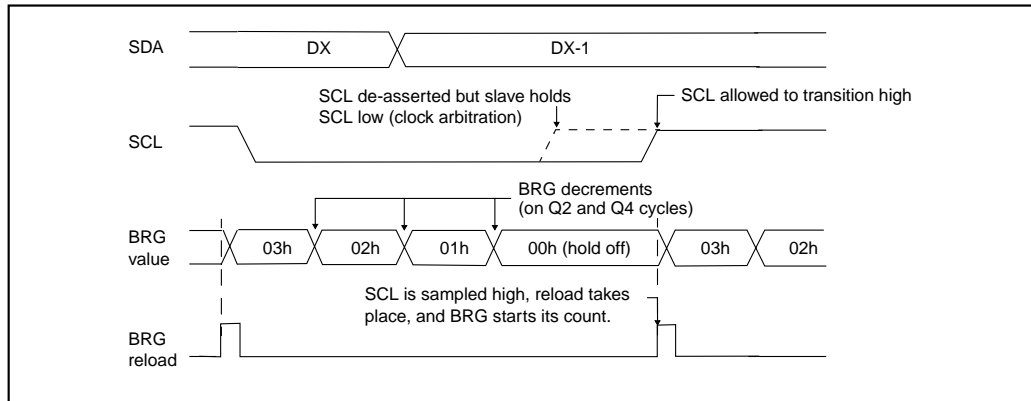 SDA
DX
DX-1
SCL de-asserted but slave holds
SCL low (clock arbitration)
SCL allowed to transition high
SCL
BRG decrements
(on Q2 and Q4 cycles)
BRG
value
03h
02h
01h
00h (hold off)
03h
02h
SCL is sampled high, reload takes
place, and BRG starts its count.
BRG
reload